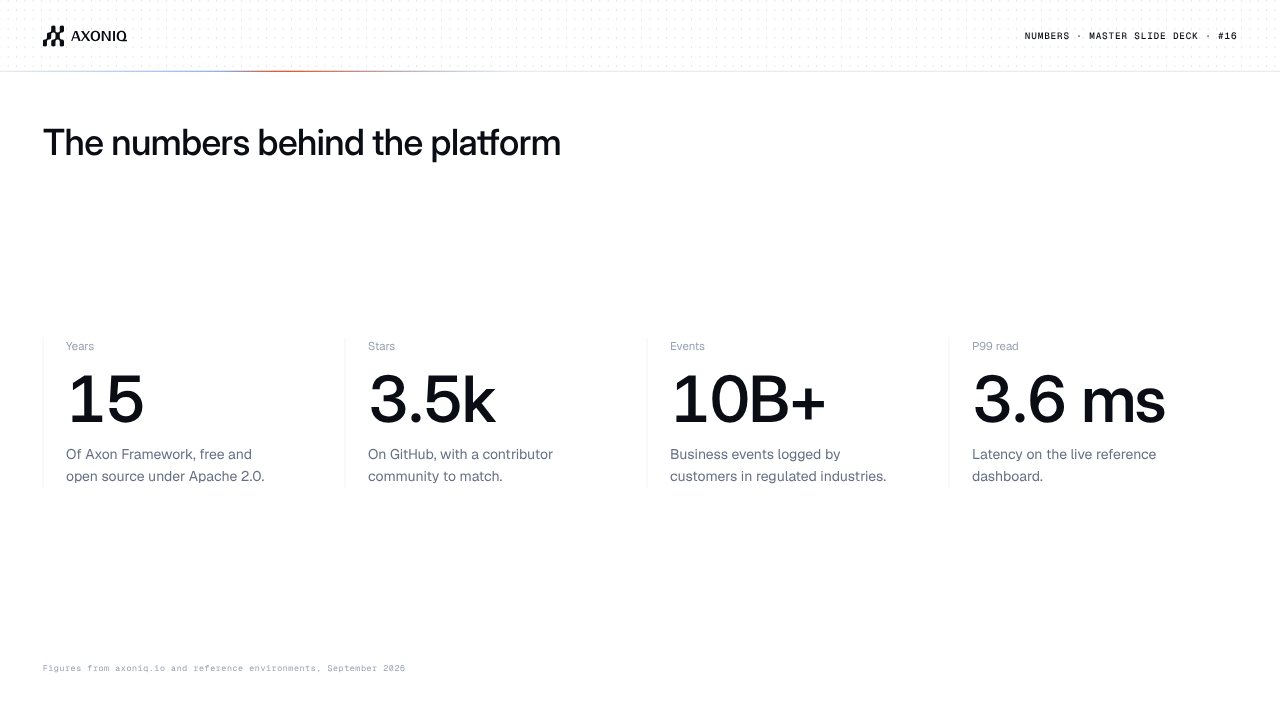 AXONIQ
NUMBERS · MASTER SLIDE DECK · #16
The numbers behind the platform
Years
15
Of Axon Framework, free and
open source under Apache 2.0.
Stars
3.5k
On GitHub, with a contributor
community to match.
Events
10B+
Business events logged by
customers in regulated industries.
P99 read
3.6 ms
Latency on the live reference
dashboard.
Figures from axoniq.io and reference environments, September 2026